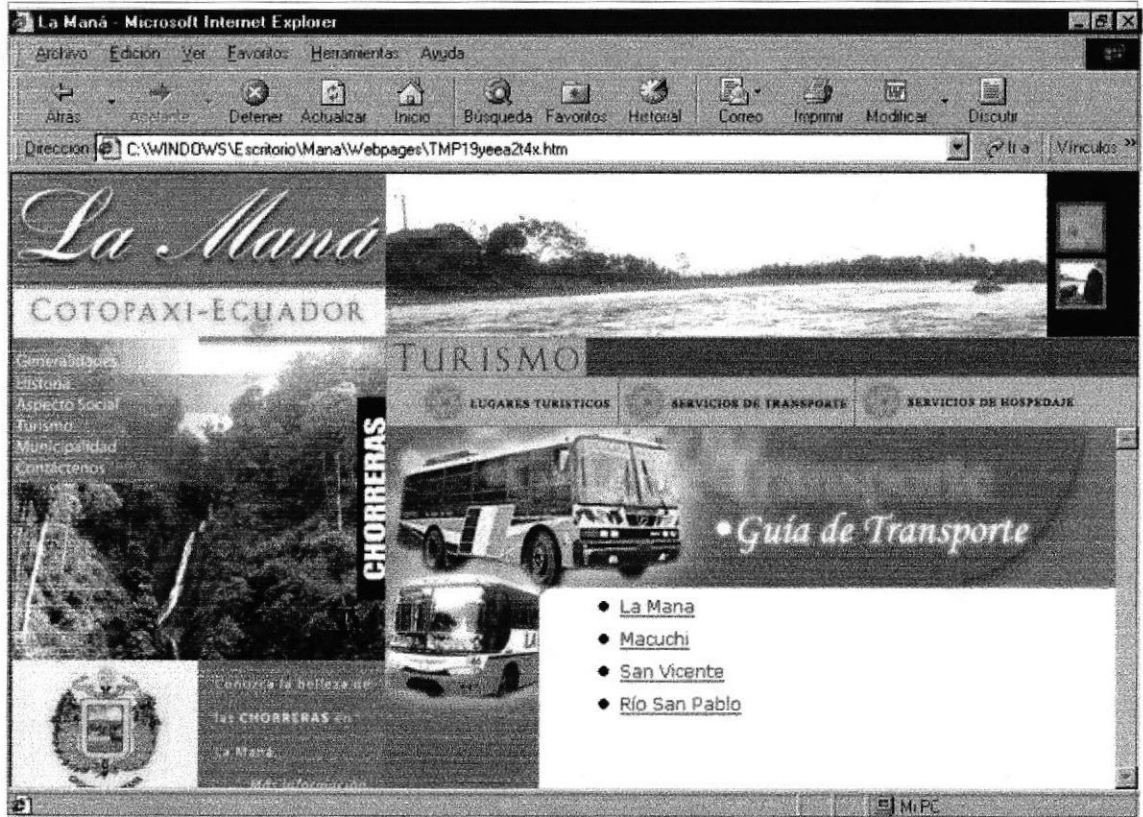 La Maná - Microsoft Internet Explorer
Archivo Edición Ver Favoritos Herramientas Ayuda
Atrás Adelante Detener Actualizar Inicio Búsqueda Favoritos Historial Correo Imprimir Modificar Discutir
Dirección C:\WINDOWS\Escritorio\Mana\Webpages\TMP19yeea2t4x.htm Ir a Vínculos »
La Maná
COTOPAXI-ECUADOR
Generalidades
Historia
Aspecto Social
Turismo
Municipalidad
Contáctenos
CHORRERAS
Conozca la belleza de
las CHORRERAS en
La Maná.
Más información
TURISMO
LUGARES TURISTICOS SERVICIOS DE TRANSPORTE SERVICIOS DE HOSPEDAJE
•Guía de Transporte
• La Mana
• Macuchi
• San Vicente
• Río San Pablo
Mi PC